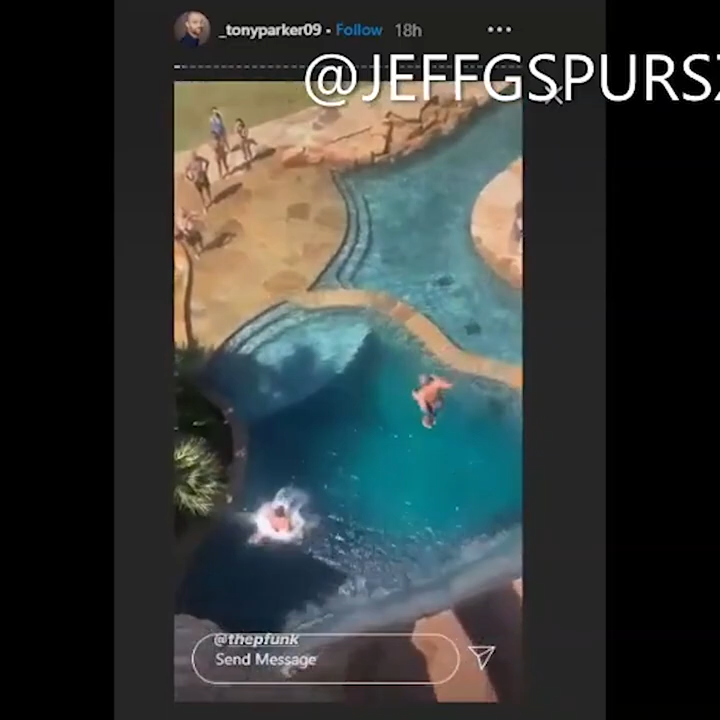 _tonyparker09 • Follow 18h
@JEFFGSPURSZ
@thepfunk
Send Message